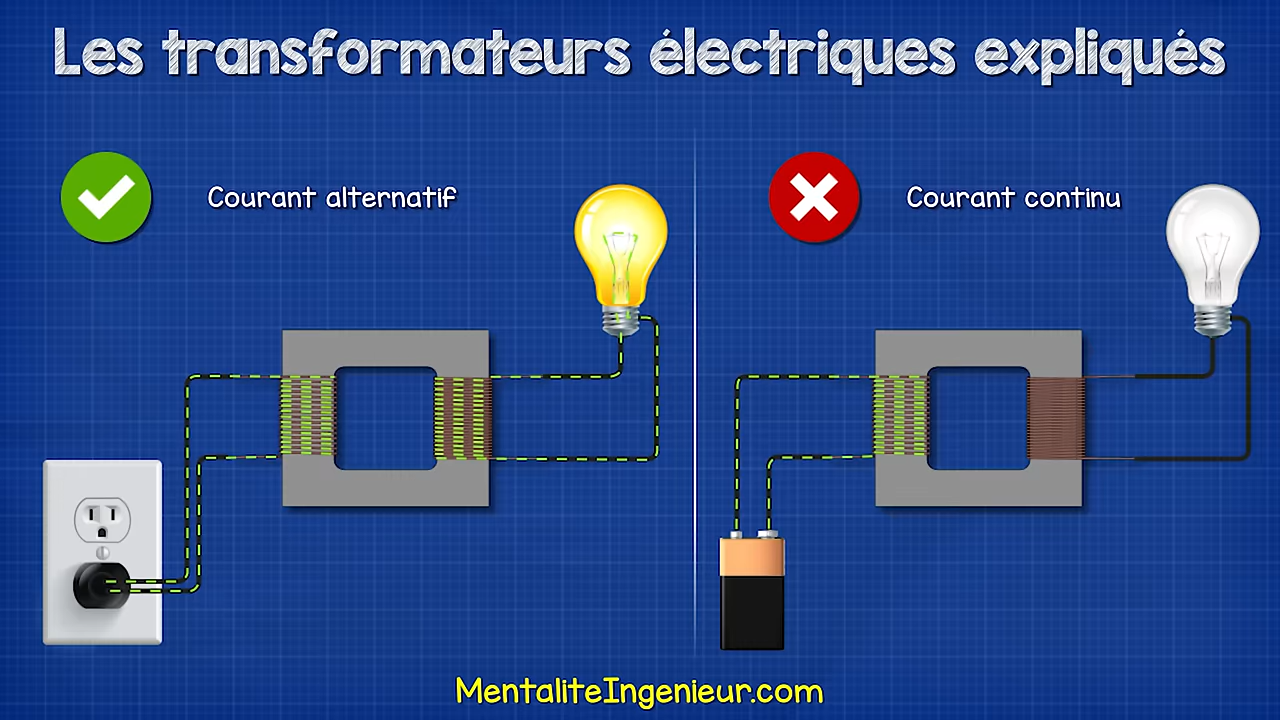 Les transformateurs électriques expliqués
Courant alternatif
Courant continu
MentaliteIngenieur.com